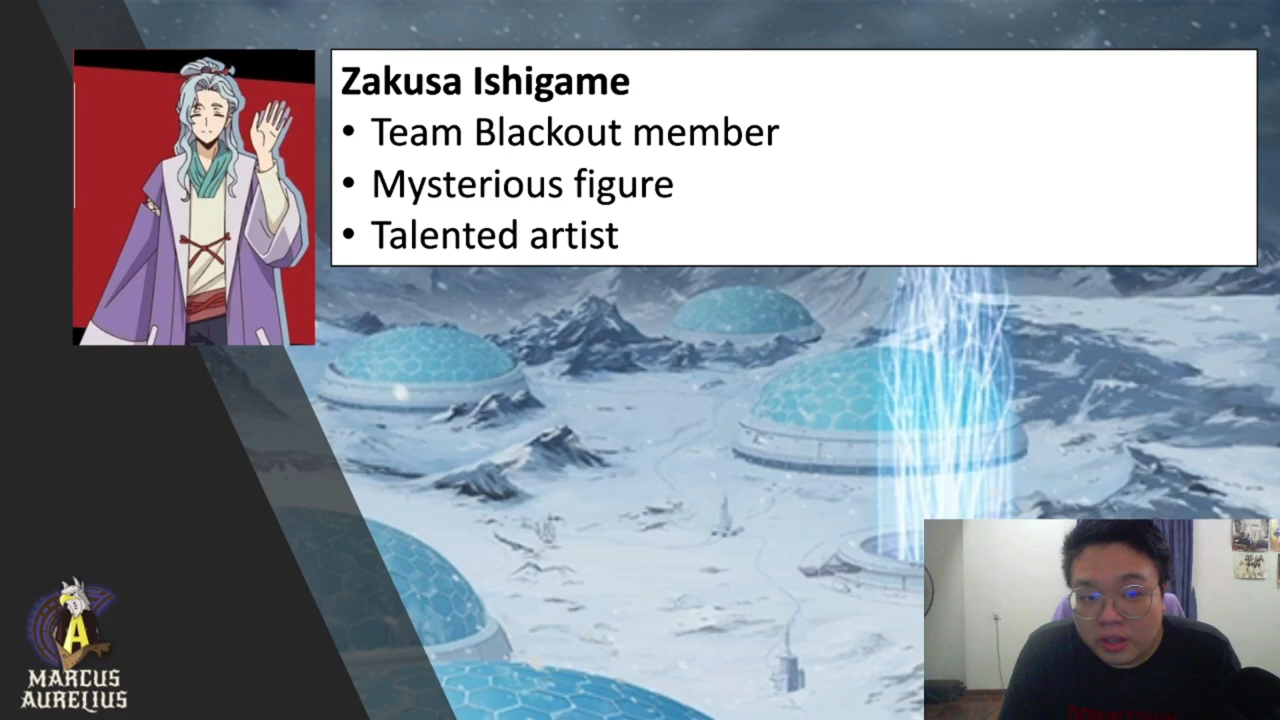 Zakusa Ishigame
• Team Blackout member
• Mysterious figure
• Talented artist
A
MARCUS
AURELIUS